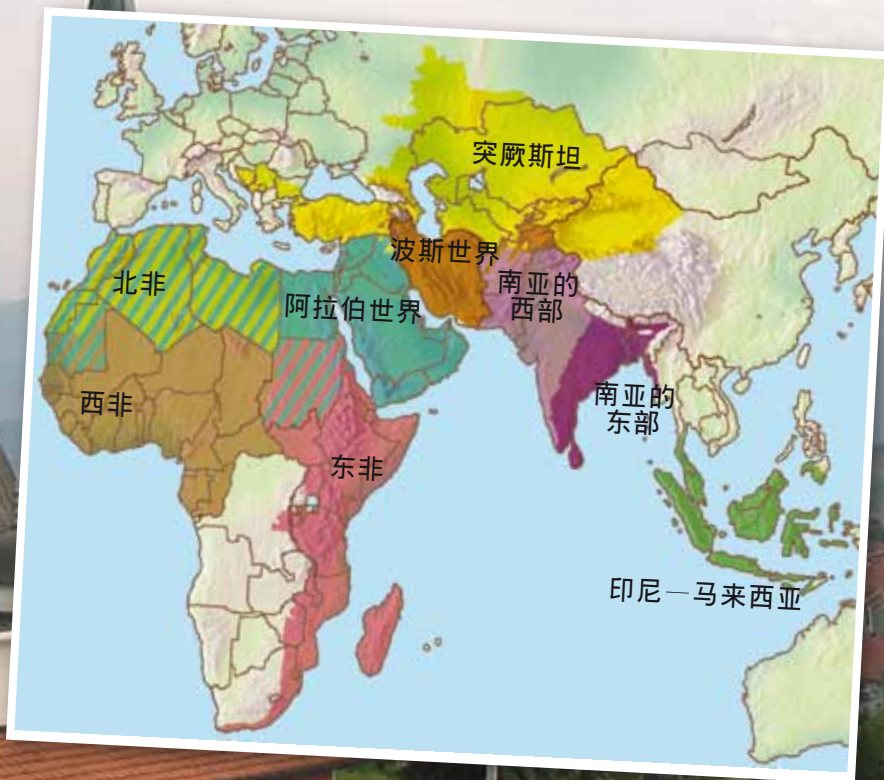 突厥斯坦
波斯世界
北非
南亚的
西部
阿拉伯世界
西非
南亚的
东部
东非
印尼－马来西亚